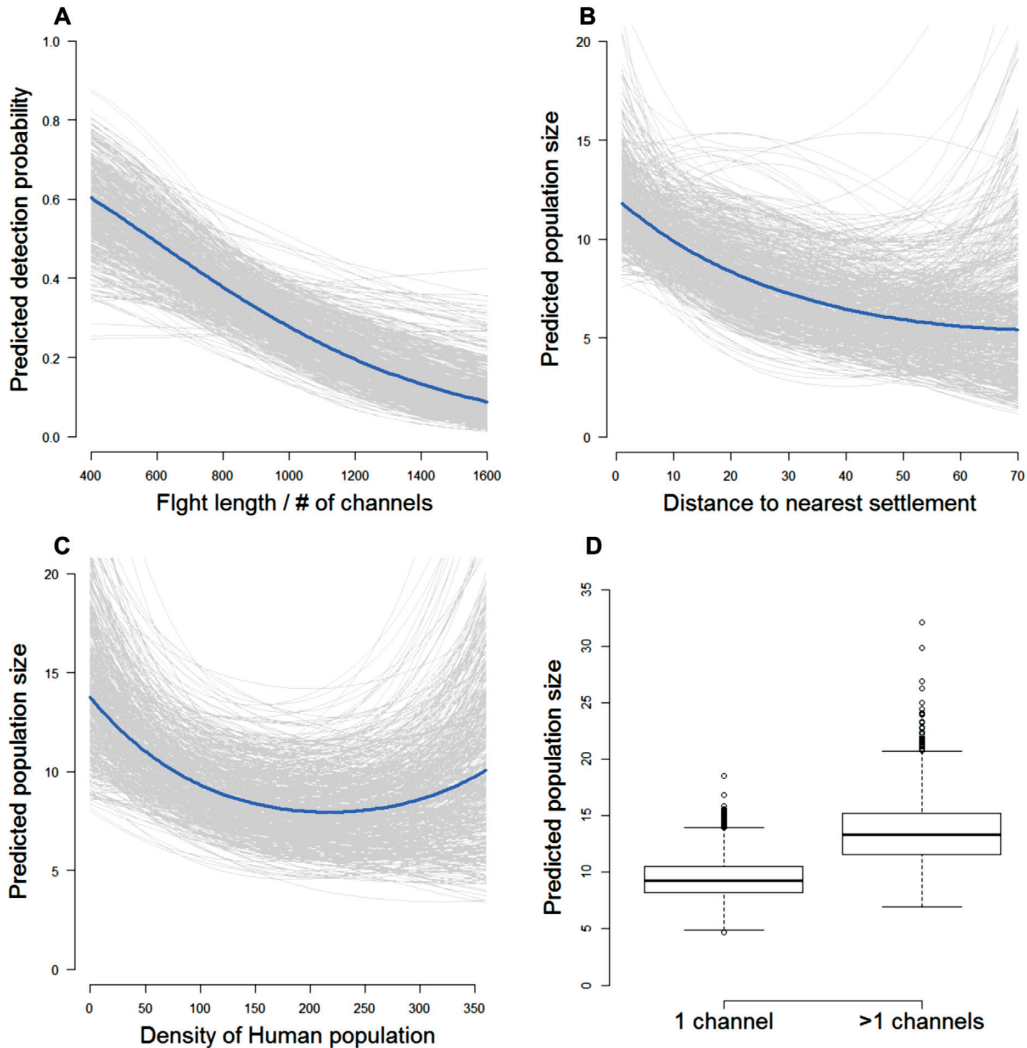 A
Predicted detection probability
1.0
0.8
0.6
0.4
0.2
0.0
400 600 800 1000 1200 1400 1600
Flght length / # of channels
B
Predicted population size
20
15
10
5
0
0 10 20 30 40 50 60 70
Distance to nearest settlement
C
Predicted population size
20
15
10
5
0
0 50 100 150 200 250 300 350
Density of Human population
D
Predicted population size
35
30
25
20
15
10
5
0
1 channel >1 channels